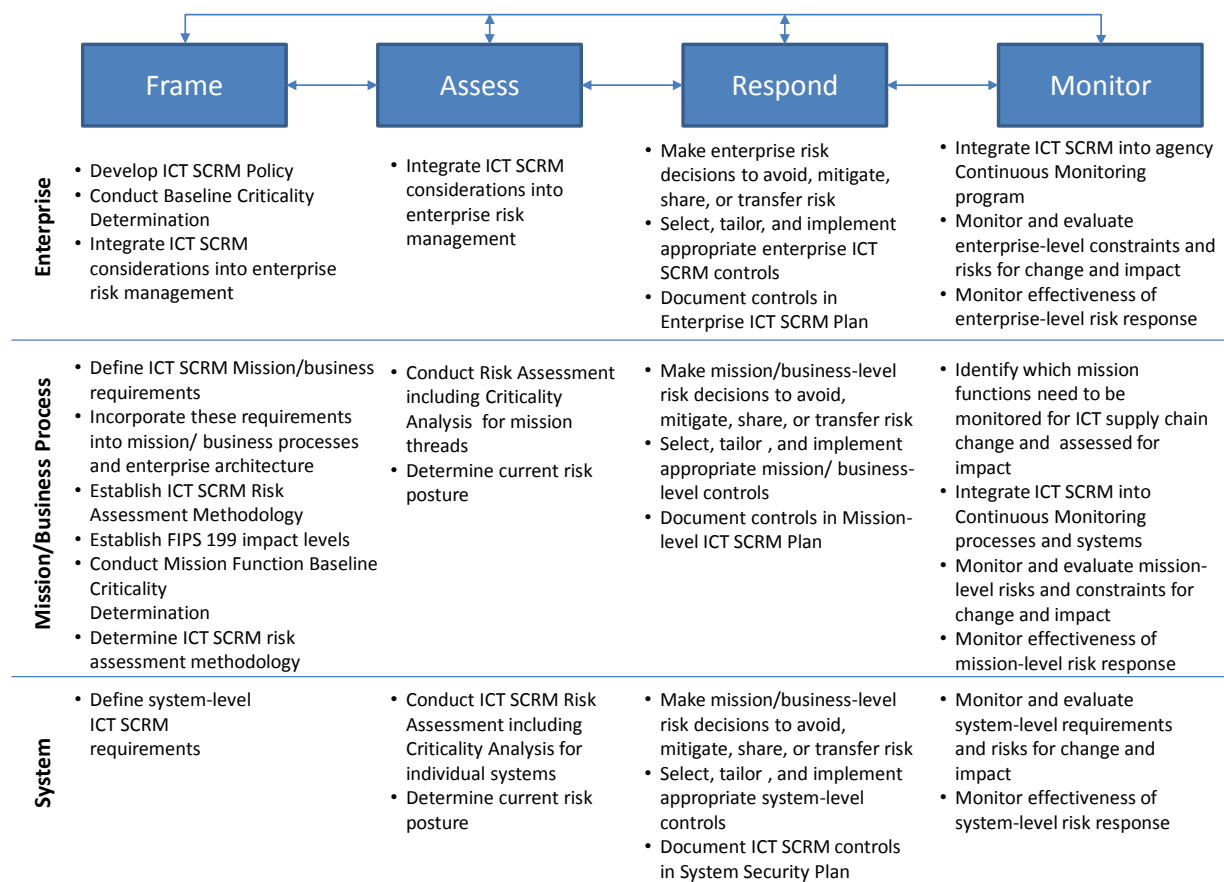 Frame
Assess
Respond
Monitor
Enterprise
• Develop ICT SCRM Policy
• Conduct Baseline Criticality
Determination
• Integrate ICT SCRM
considerations into enterprise
risk management
• Integrate ICT SCRM
considerations into
enterprise risk
management
• Make enterprise risk
decisions to avoid, mitigate,
share, or transfer risk
• Select, tailor, and implement
appropriate enterprise ICT
SCRM controls
• Document controls in
Enterprise ICT SCRM Plan
• Integrate ICT SCRM into agency
Continuous Monitoring
program
• Monitor and evaluate
enterprise-level constraints and
risks for change and impact
• Monitor effectiveness of
enterprise-level risk response
Mission/Business Process
• Define ICT SCRM Mission/business
requirements
• Incorporate these requirements
into mission/ business processes
and enterprise architecture
• Establish ICT SCRM Risk
Assessment Methodology
• Establish FIPS 199 impact levels
• Conduct Mission Function Baseline
Criticality
Determination
• Determine ICT SCRM risk
assessment methodology
• Conduct Risk Assessment
including Criticality
Analysis for mission
threads
• Determine current risk
posture
• Make mission/business-level
risk decisions to avoid,
mitigate, share, or transfer risk
• Select, tailor , and implement
appropriate mission/ business-
level controls
• Document controls in Mission-
level ICT SCRM Plan
• Identify which mission
functions need to be
monitored for ICT supply chain
change and assessed for
impact
• Integrate ICT SCRM into
Continuous Monitoring
processes and systems
• Monitor and evaluate mission-
level risks and constraints for
change and impact
• Monitor effectiveness of
mission-level risk response
System
• Define system-level
ICT SCRM
requirements
• Conduct ICT SCRM Risk
Assessment including
Criticality Analysis for
individual systems
• Determine current risk
posture
• Make mission/business-level
risk decisions to avoid,
mitigate, share, or transfer risk
• Select, tailor , and implement
appropriate system-level
controls
• Document ICT SCRM controls
in System Security Plan
• Monitor and evaluate
system-level requirements
and risks for change and
impact
• Monitor effectiveness of
system-level risk response